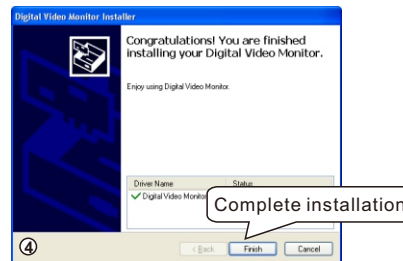 Digital Video Monitor Installer
Congratulations! You are finished
installing your Digital Video Monitor.
Enjoy using Digital Video Monitor.
Driver Name Status
Digital Video Monitor
Complete installation
④
< Back Finish Cancel